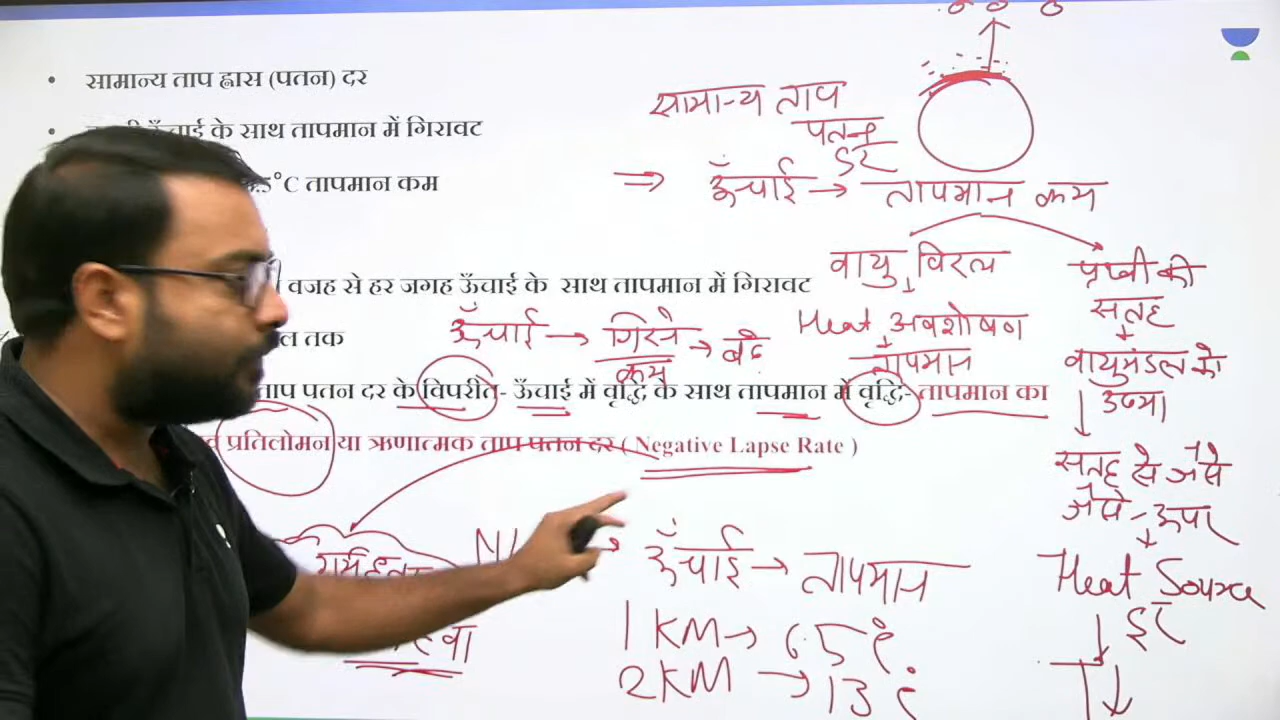 सामान्य ताप ह्रास (पतन) दर
ऊँचाई के साथ तापमान में गिरावट
°C तापमान कम
वजह से हर जगह ऊँचाई के साथ तापमान में गिरावट
तक
ताप पतन दर के विपरीत- ऊँचाई में वृद्धि के साथ तापमान में वृद्धि- तापमान का
प्रतिलोमन या ऋणात्मक ताप पतन दर ( Negative Lapse Rate )
सामान्य ताप
पतन
दर
⇒ ऊँचाई → तापमान कम
वायु विरल
↓
Heat अवशोषण
↓
तापमान
पृथ्वी की
सतह
↓
वायुमंडल को
ऊष्मा
↓
सतह से जैसे
जैसे - ऊपर
↓
Heat Source
↓ दूर
ऊँचाई → गिरने → बढ़े
कम
ऊँचाई → तापमान
1 KM → 6.5°C
2 KM → 13°C